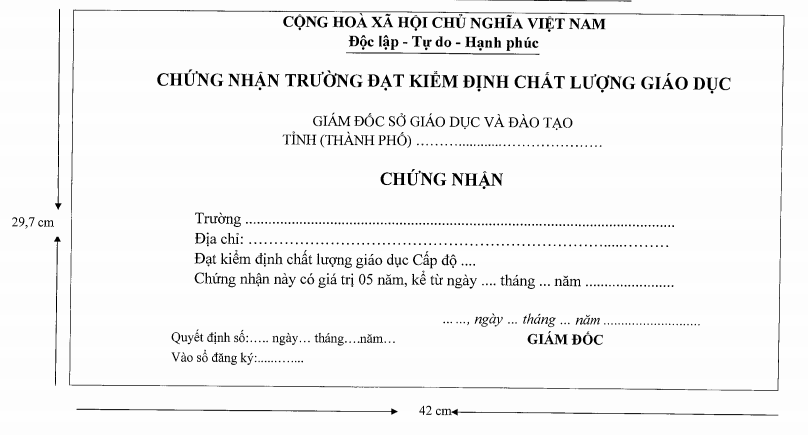 CỘNG HOÀ XÃ HỘI CHỦ NGHĨA VIỆT NAM
Độc lập - Tự do - Hạnh phúc
CHỨNG NHẬN TRƯỜNG ĐẠT KIỂM ĐỊNH CHẤT LƯỢNG GIÁO DỤC
GIÁM ĐỐC SỞ GIÁO DỤC VÀ ĐÀO TẠO
TỈNH (THÀNH PHỐ) ………...........…………………
CHỨNG NHẬN
29,7 cm
Trường ..........................................................................................................
Địa chỉ: ……………………………………………………………………....………
Đạt kiểm định chất lượng giáo dục Cấp độ ....
Chứng nhận này có giá trị 05 năm, kể từ ngày .... tháng ... năm ......................
……, ngày ... tháng ... năm ............................
Quyết định số:….. ngày… tháng….năm…
GIÁM ĐỐC
Vào sổ đăng ký:.....…....
42 cm